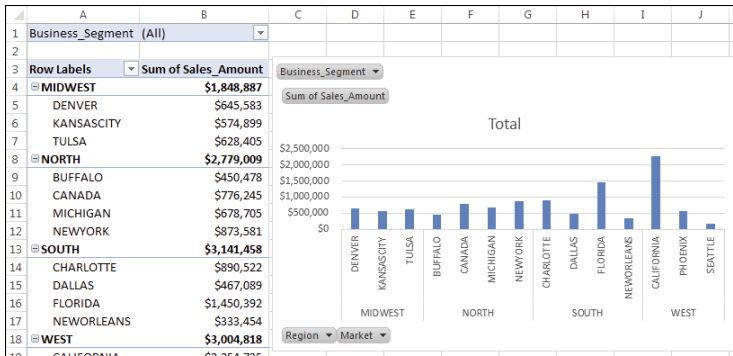 A B C D E F G H I J
1 Business_Segment (All)
2
3 Row Labels Sum of Sales_Amount
4 MIDWEST $1,848,887
5 DENVER $645,583
6 KANSASCITY $574,899
7 TULSA $628,405
8 NORTH $2,779,009
9 BUFFALO $450,478
10 CANADA $776,245
11 MICHIGAN $678,705
12 NEWYORK $873,581
13 SOUTH $3,141,458
14 CHARLOTTE $890,522
15 DALLAS $467,089
16 FLORIDA $1,450,392
17 NEWORLEANS $333,454
18 WEST $3,004,818
Business_Segment
Sum of Sales_Amount
Total
$2,500,000
$2,000,000
$1,500,000
$1,000,000
$500,000
$0
DENVER KANSASCITY TULSA BUFFALO CANADA MICHIGAN NEWYORK CHARLOTTE DALLAS FLORIDA NEWORLEANS CALIFORNIA PHOENIX SEATTLE
MIDWEST NORTH SOUTH WEST
Region Market